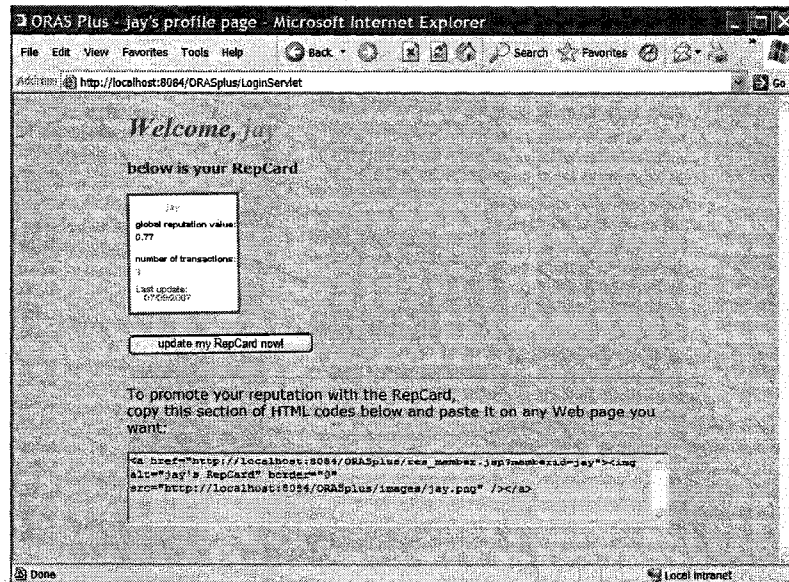 ORAS Plus - jay's profile page - Microsoft Internet Explorer
File Edit View Favorites Tools Help Back Search Favorites
Address http://localhost:8084/ORASplus/LoginServlet Go
Welcome, jay
below is your RepCard
jay
global reputation value:
0.77
number of transactions:
3
Last update:
07/09/2007
update my RepCard now!
To promote your reputation with the RepCard,
copy this section of HTML codes below and paste it on any Web page you
want:
<a href="http://localhost:8084/ORASplus/res_member.jsp?memberid=jay"><img
alt="jay's RepCard" border="0"
src="http://localhost:8084/ORASplus/images/jay.png" /></a>
Done Local intranet